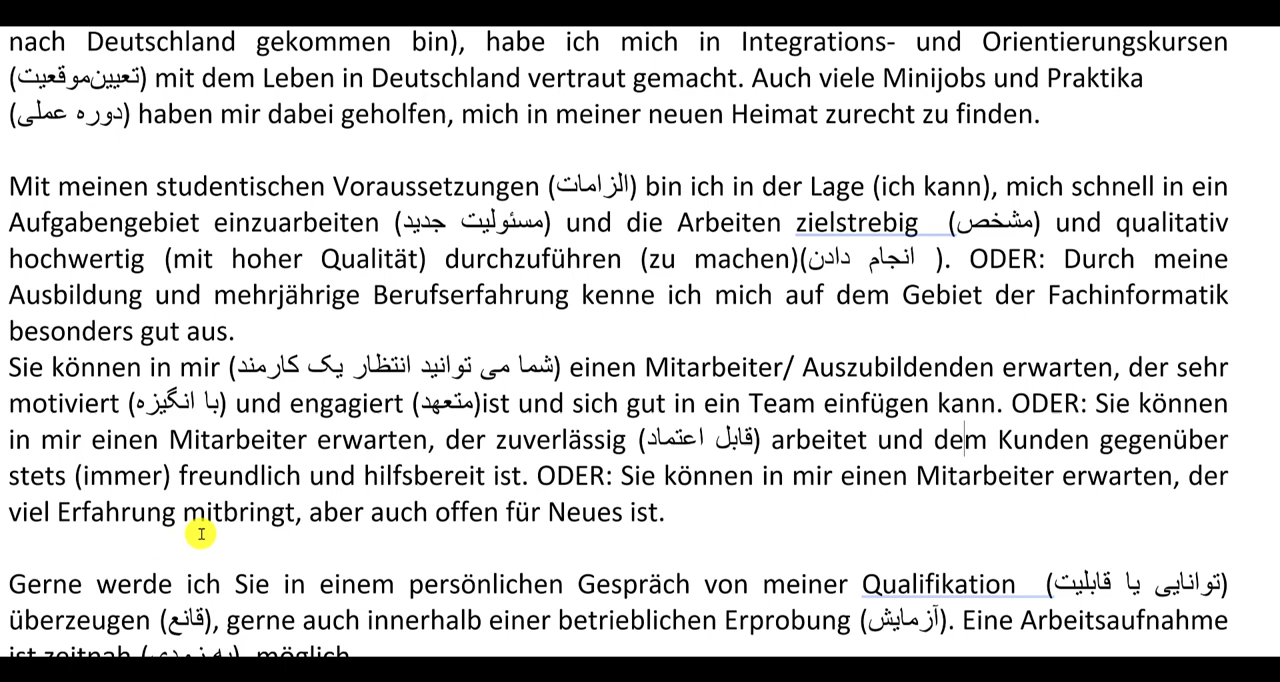 nach Deutschland gekommen bin), habe ich mich in Integrations- und Orientierungskursen
(تعیین‌موقعیت) mit dem Leben in Deutschland vertraut gemacht. Auch viele Minijobs und Praktika
(دوره عملی) haben mir dabei geholfen, mich in meiner neuen Heimat zurecht zu finden.
Mit meinen studentischen Voraussetzungen (الزامات) bin ich in der Lage (ich kann), mich schnell in ein
Aufgabengebiet einzuarbeiten (مسئولیت جدید) und die Arbeiten zielstrebig (مشخص) und qualitativ
hochwertig (mit hoher Qualität) durchzuführen (zu machen)(انجام دادن ). ODER: Durch meine
Ausbildung und mehrjährige Berufserfahrung kenne ich mich auf dem Gebiet der Fachinformatik
besonders gut aus.
Sie können in mir (شما می توانید انتظار یک کارمند) einen Mitarbeiter/ Auszubildenden erwarten, der sehr
motiviert (با انگیزه) und engagiert (متعهد)ist und sich gut in ein Team einfügen kann. ODER: Sie können
in mir einen Mitarbeiter erwarten, der zuverlässig (قابل اعتماد) arbeitet und dem Kunden gegenüber
stets (immer) freundlich und hilfsbereit ist. ODER: Sie können in mir einen Mitarbeiter erwarten, der
viel Erfahrung mitbringt, aber auch offen für Neues ist.
Gerne werde ich Sie in einem persönlichen Gespräch von meiner Qualifikation (توانایی یا قابلیت)
überzeugen (قانع), gerne auch innerhalb einer betrieblichen Erprobung (آزمایش). Eine Arbeitsaufnahme
ist zeitnah (به زودی) möglich